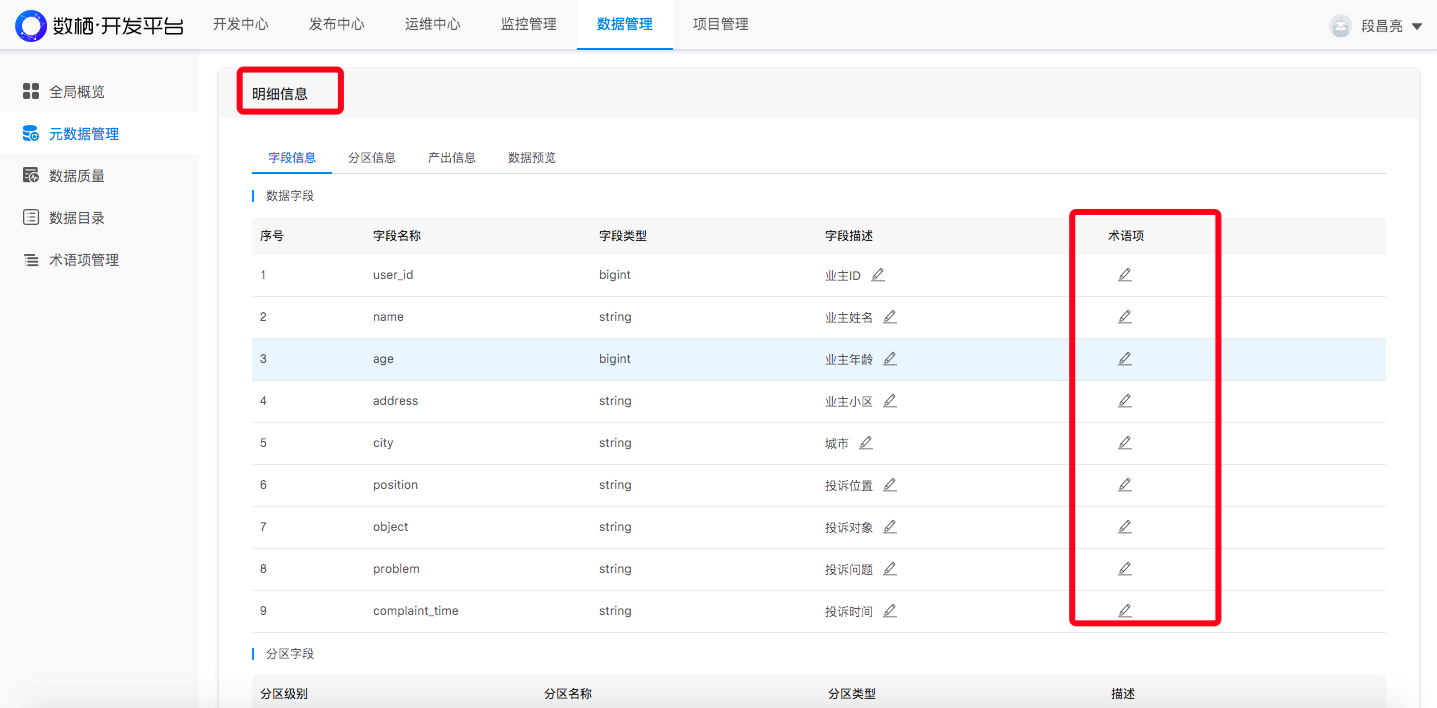 数栖·开发平台 开发中心 发布中心 运维中心 监控管理 数据管理 项目管理 段昌亮
全局概览
元数据管理
数据质量
数据目录
术语项管理
明细信息
字段信息 分区信息 产出信息 数据预览
数据字段
序号 字段名称 字段类型 字段描述 术语项
1 user_id bigint 业主ID
2 name string 业主姓名
3 age bigint 业主年龄
4 address string 业主小区
5 city string 城市
6 position string 投诉位置
7 object string 投诉对象
8 problem string 投诉问题
9 complaint_time string 投诉时间
分区字段
分区级别 分区名称 分区类型 描述